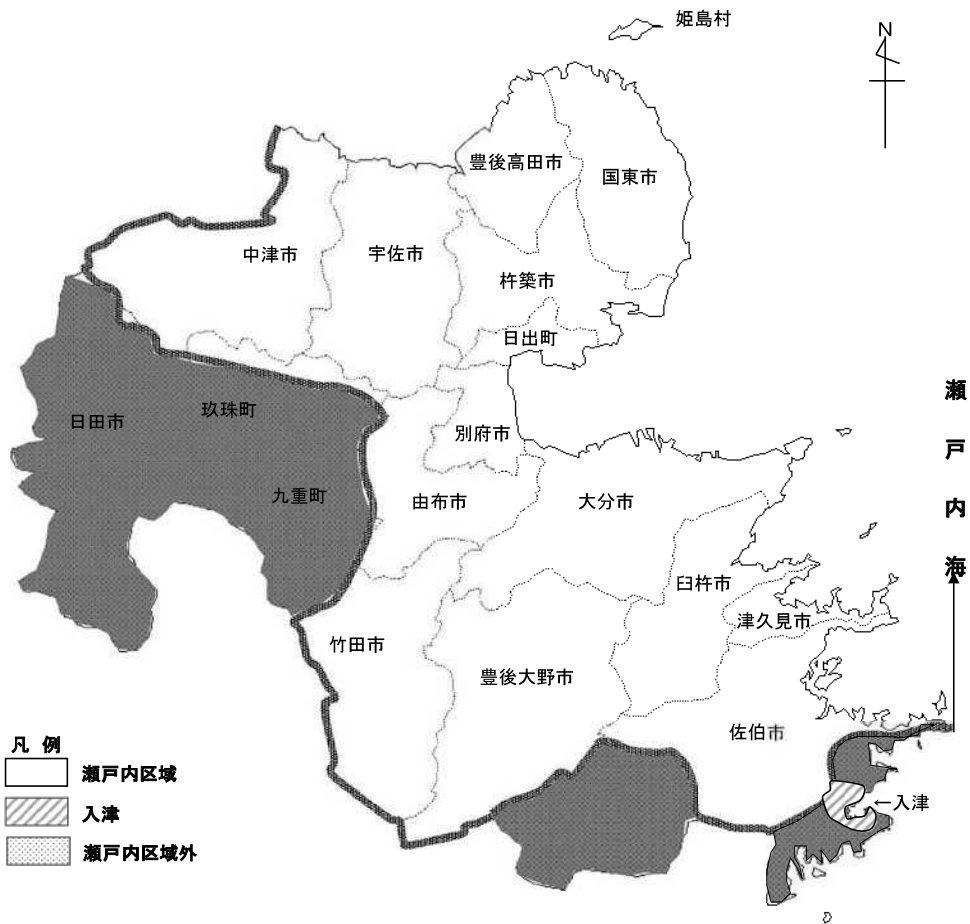 姫島村
N
豊後高田市
国東市
中津市
宇佐市
杵築市
日出町
瀬戸内海
日田市
玖珠町
別府市
九重町
由布市
大分市
臼杵市
津久見市
竹田市
豊後大野市
佐伯市
凡 例
瀬戸内区域
入津
瀬戸内区域外
←入津